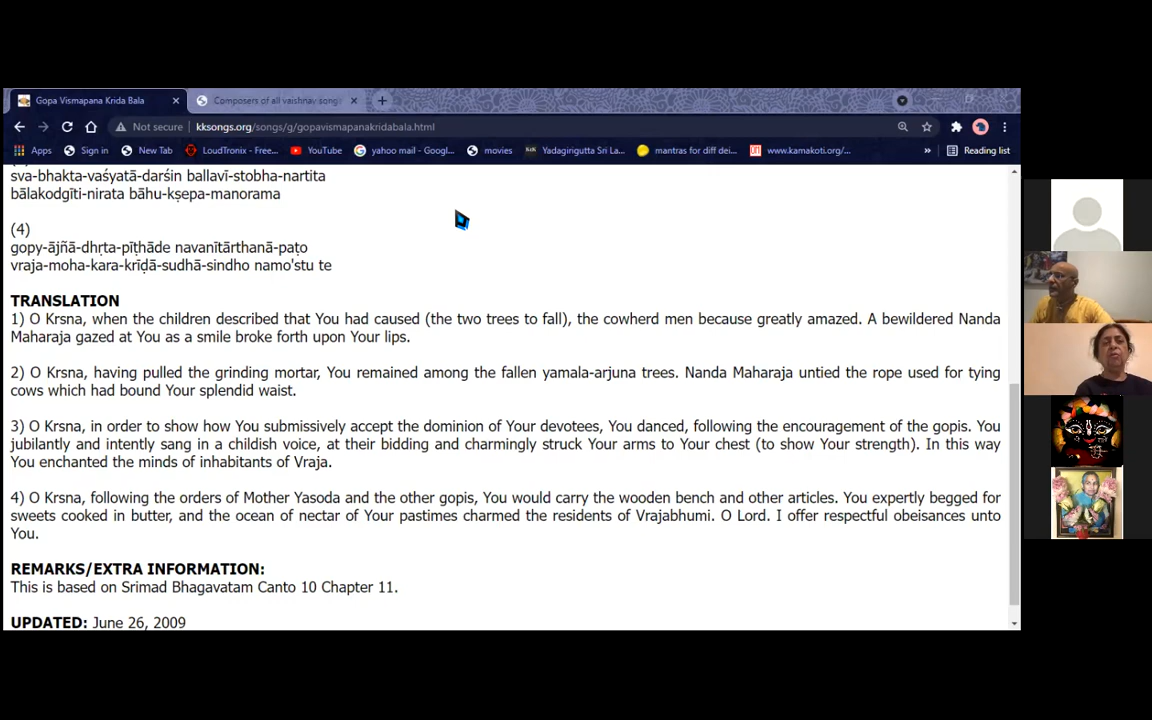 Gopa Vismapana Krida Bala
Composers of all vaishnav song
Not secure
kksongs.org/songs/g/gopavismapanakridabala.html
Apps
Sign in
New Tab
LoudTronix - Free...
YouTube
yahoo mail - Googl...
movies
Yadagirigutta Sri La...
mantras for diff dei...
www.kamakoti.org/...
»
Reading list
sva-bhakta-vaśyatā-darśin ballavī-stobha-nartita
bālakodgīti-nirata bāhu-kṣepa-manorama
(4)
gopy-ājñā-dhṛta-pīṭhāde navanītārthanā-paṭo
vraja-moha-kara-krīḍā-sudhā-sindho namo'stu te
TRANSLATION
1) O Krsna, when the children described that You had caused (the two trees to fall), the cowherd men because greatly amazed. A bewildered Nanda
Maharaja gazed at You as a smile broke forth upon Your lips.
2) O Krsna, having pulled the grinding mortar, You remained among the fallen yamala-arjuna trees. Nanda Maharaja untied the rope used for tying
cows which had bound Your splendid waist.
3) O Krsna, in order to show how You submissively accept the dominion of Your devotees, You danced, following the encouragement of the gopis. You
jubilantly and intently sang in a childish voice, at their bidding and charmingly struck Your arms to Your chest (to show Your strength). In this way
You enchanted the minds of inhabitants of Vraja.
4) O Krsna, following the orders of Mother Yasoda and the other gopis, You would carry the wooden bench and other articles. You expertly begged for
sweets cooked in butter, and the ocean of nectar of Your pastimes charmed the residents of Vrajabhumi. O Lord. I offer respectful obeisances unto
You.
REMARKS/EXTRA INFORMATION:
This is based on Srimad Bhagavatam Canto 10 Chapter 11.
UPDATED: June 26, 2009